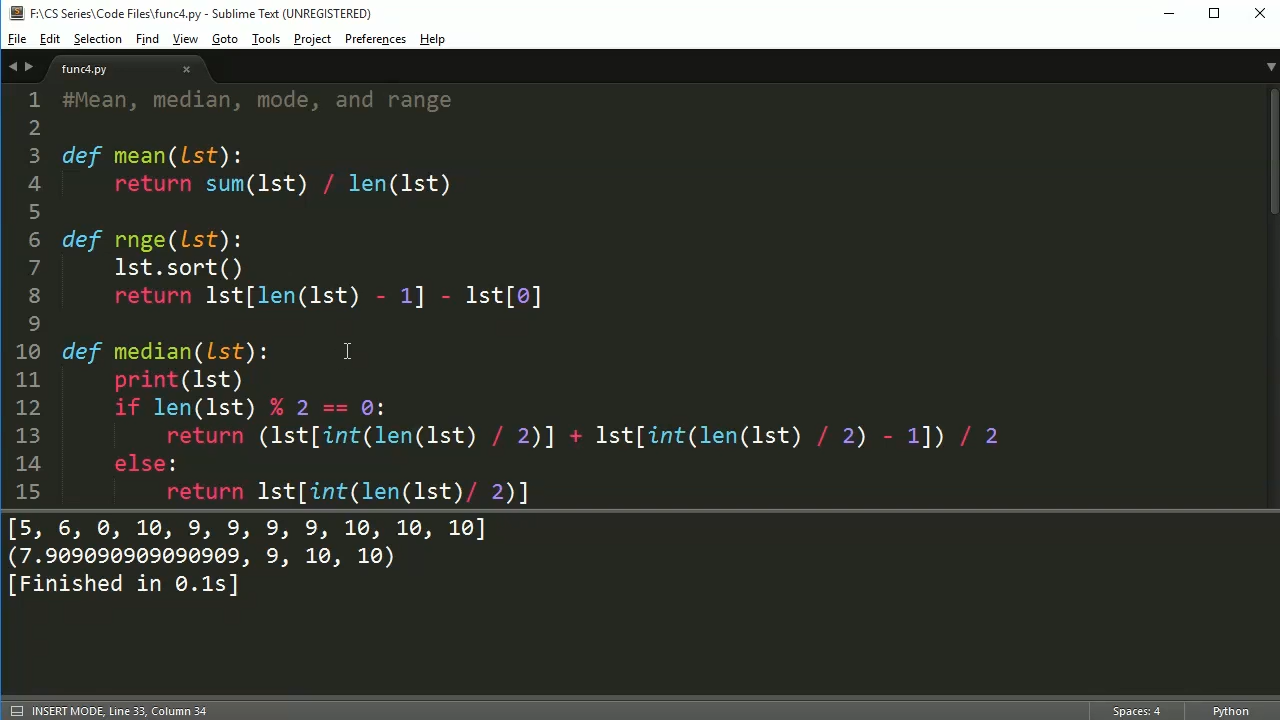 F:\CS Series\Code Files\func4.py - Sublime Text (UNREGISTERED)
File Edit Selection Find View Goto Tools Project Preferences Help
func4.py
1 #Mean, median, mode, and range
2
3 def mean(lst):
4 return sum(lst) / len(lst)
5
6 def rnge(lst):
7 lst.sort()
8 return lst[len(lst) - 1] - lst[0]
9
10 def median(lst):
11 print(lst)
12 if len(lst) % 2 == 0:
13 return (lst[int(len(lst) / 2)] + lst[int(len(lst) / 2) - 1]) / 2
14 else:
15 return lst[int(len(lst)/ 2)]
[5, 6, 0, 10, 9, 9, 9, 9, 10, 10, 10]
(7.909090909090909, 9, 10, 10)
[Finished in 0.1s]
INSERT MODE, Line 33, Column 34 Spaces: 4 Python